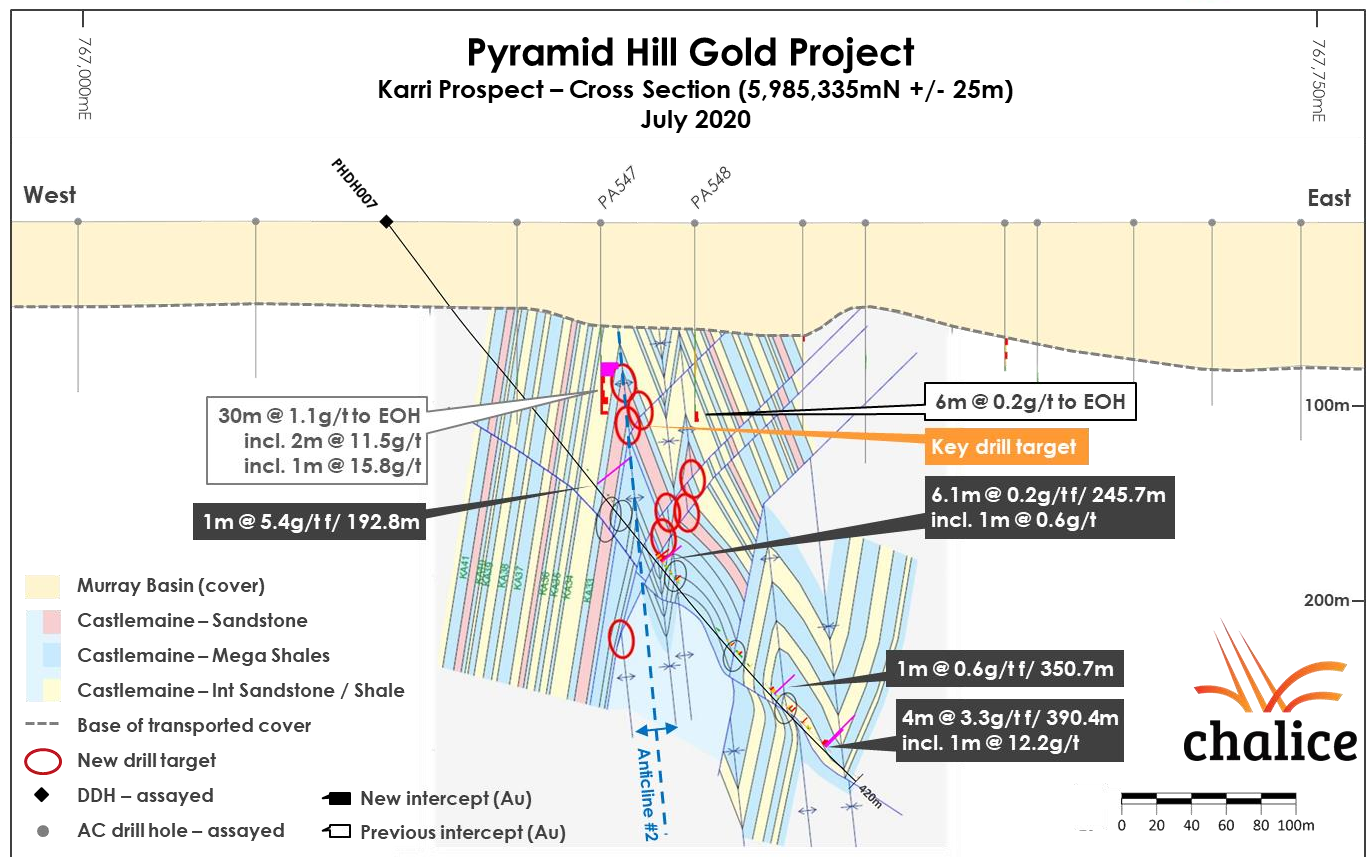 Pyramid Hill Gold Project
Karri Prospect – Cross Section (5,985,335mN +/- 25m)
July 2020
767,000mE
767,750mE
West
East
PHDH007
PA547
PA548
30m @ 1.1g/t to EOH
incl. 2m @ 11.5g/t
incl. 1m @ 15.8g/t
6m @ 0.2g/t to EOH
100m
Key drill target
1m @ 5.4g/t f/ 192.8m
6.1m @ 0.2g/t f/ 245.7m
incl. 1m @ 0.6g/t
KA41
KA38
KA37
KA36
KA34
KA33
200m
Murray Basin (cover)
Castlemaine – Sandstone
Castlemaine – Mega Shales
Castlemaine – Int Sandstone / Shale
Base of transported cover
New drill target
DDH – assayed
AC drill hole – assayed
New intercept (Au)
Previous intercept (Au)
1m @ 0.6g/t f/ 350.7m
4m @ 3.3g/t f/ 390.4m
incl. 1m @ 12.2g/t
Anticline #2
420m
chalice
0 20 40 60 80 100m